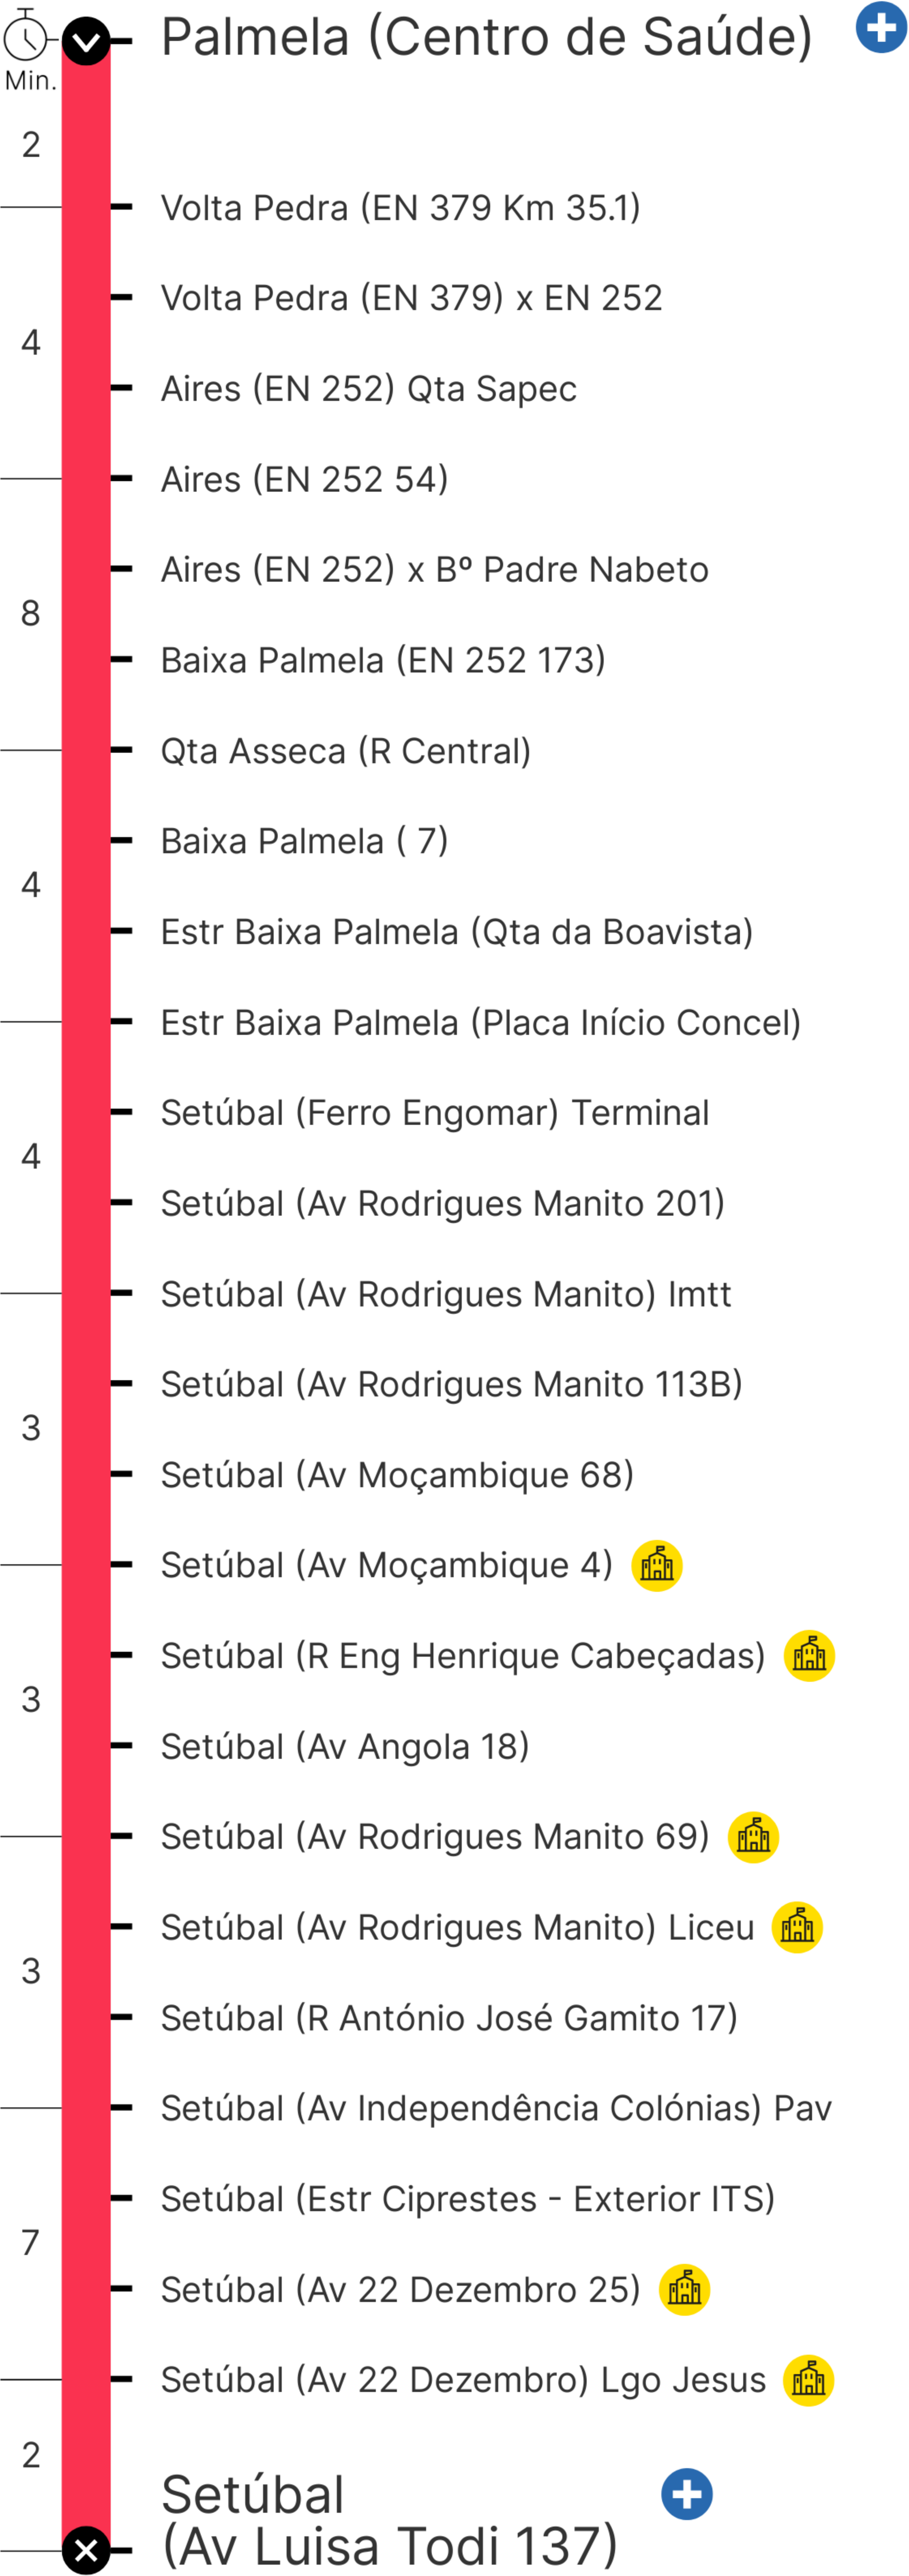 Palmela (Centro de Saúde)
Min.
2
Volta Pedra (EN 379 Km 35.1)
Volta Pedra (EN 379) x EN 252
4
Aires (EN 252) Qta Sapec
Aires (EN 252 54)
Aires (EN 252) x Bº Padre Nabeto
8
Baixa Palmela (EN 252 173)
Qta Asseca (R Central)
Baixa Palmela ( 7)
4
Estr Baixa Palmela (Qta da Boavista)
Estr Baixa Palmela (Placa Início Concel)
Setúbal (Ferro Engomar) Terminal
4
Setúbal (Av Rodrigues Manito 201)
Setúbal (Av Rodrigues Manito) Imtt
Setúbal (Av Rodrigues Manito 113B)
3
Setúbal (Av Moçambique 68)
Setúbal (Av Moçambique 4)
Setúbal (R Eng Henrique Cabeçadas)
3
Setúbal (Av Angola 18)
Setúbal (Av Rodrigues Manito 69)
Setúbal (Av Rodrigues Manito) Liceu
3
Setúbal (R António José Gamito 17)
Setúbal (Av Independência Colónias) Pav
Setúbal (Estr Ciprestes - Exterior ITS)
7
Setúbal (Av 22 Dezembro 25)
Setúbal (Av 22 Dezembro) Lgo Jesus
2
Setúbal
(Av Luisa Todi 137)